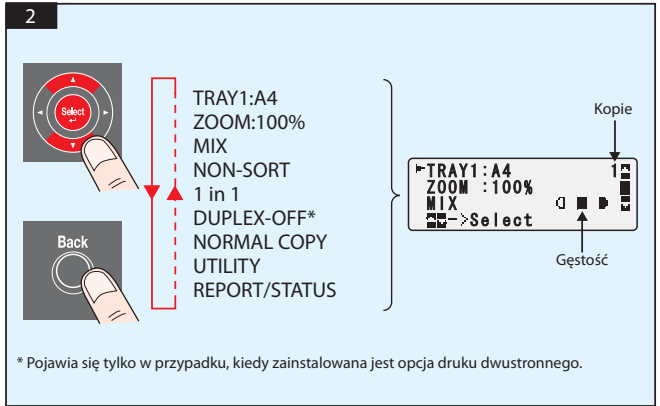 2
Select
Back
TRAY1:A4
ZOOM:100%
MIX
NON-SORT
1 in 1
DUPLEX-OFF*
NORMAL COPY
UTILITY
REPORT/STATUS
Kopie
TRAY1:A4 1
ZOOM :100%
MIX
->Select
Gęstość
* Pojawia się tylko w przypadku, kiedy zainstalowana jest opcja druku dwustronnego.